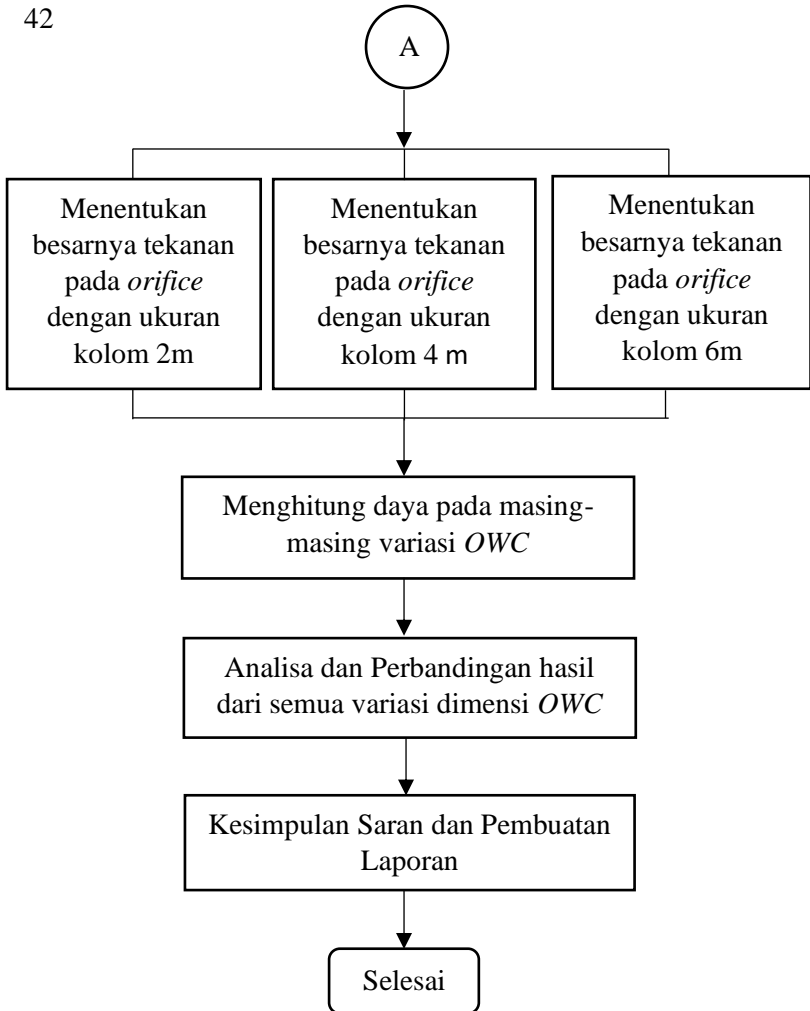 42
A
Menentukan
besarnya tekanan
pada orifice
dengan ukuran
kolom 2m
Menentukan
besarnya tekanan
pada orifice
dengan ukuran
kolom 4 m
Menentukan
besarnya tekanan
pada orifice
dengan ukuran
kolom 6m
Menghitung daya pada masing-
masing variasi OWC
Analisa dan Perbandingan hasil
dari semua variasi dimensi OWC
Kesimpulan Saran dan Pembuatan
Laporan
Selesai